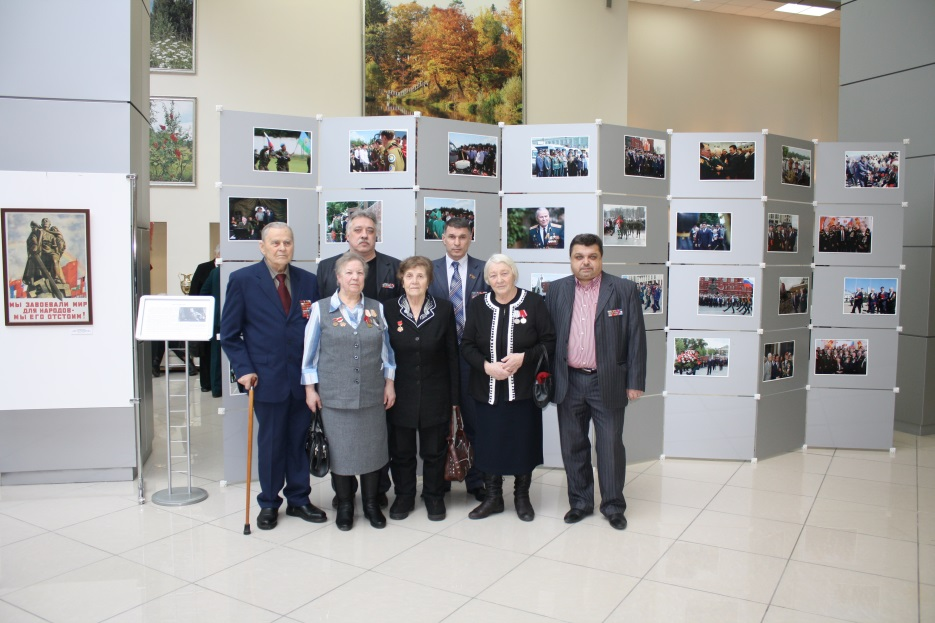 МЫ ЗАВОЕВАЛИ МИР
ДЛЯ НАРОДОВ-
МЫ ЕГО ОТСТОИМ!